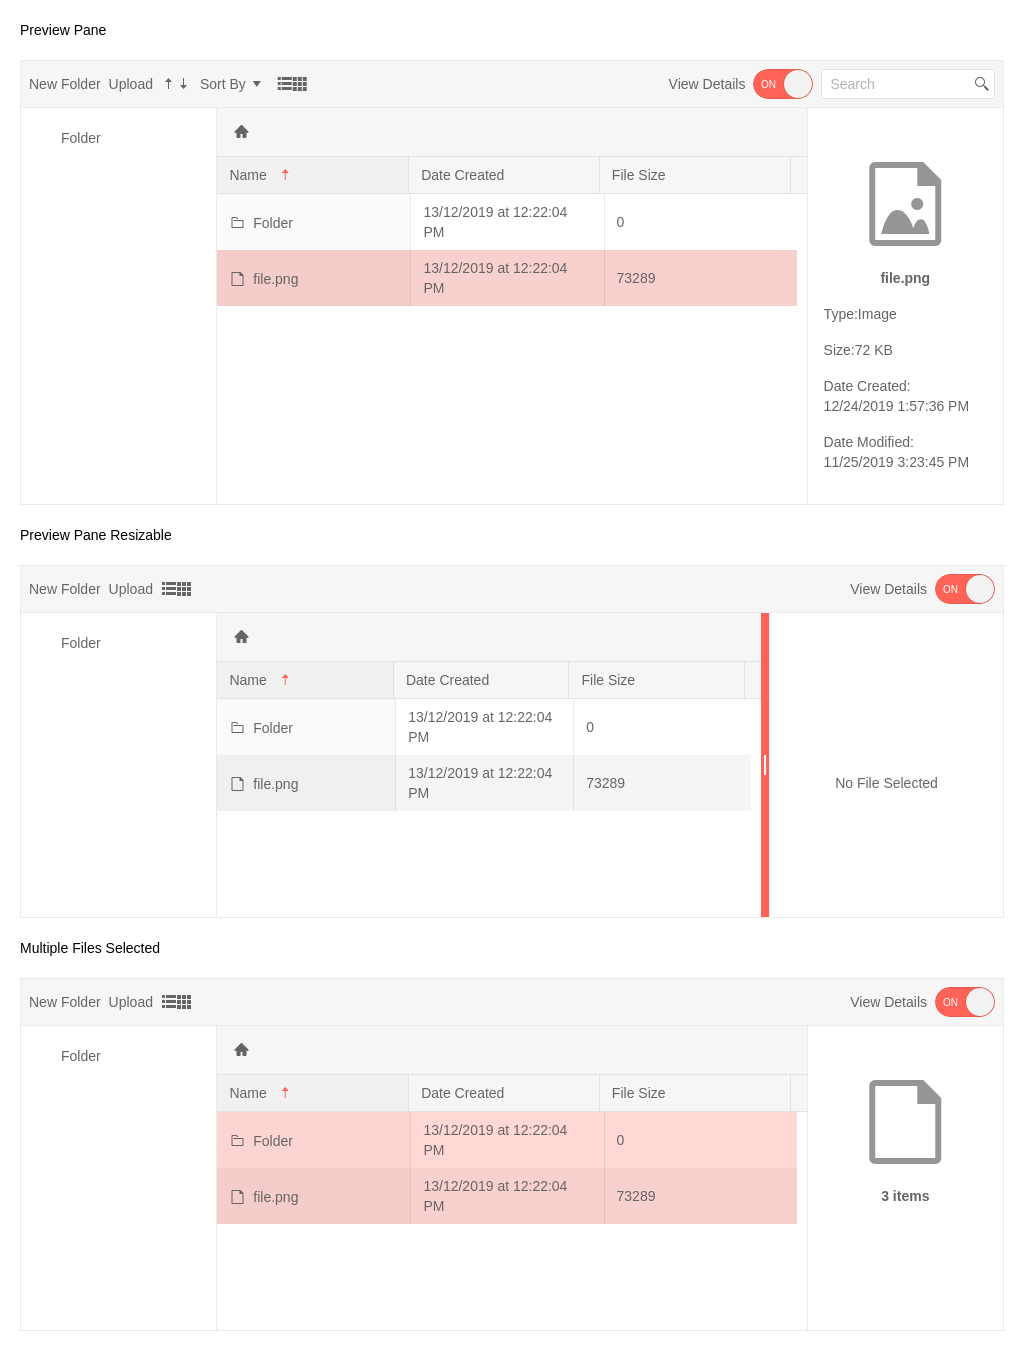 Preview Pane
New Folder Upload Sort By View Details ON Search
Folder
Name Date Created File Size
Folder 13/12/2019 at 12:22:04 PM 0
file.png 13/12/2019 at 12:22:04 PM 73289
file.png
Type:Image
Size:72 KB
Date Created:
12/24/2019 1:57:36 PM
Date Modified:
11/25/2019 3:23:45 PM
Preview Pane Resizable
New Folder Upload View Details ON
Folder
Name Date Created File Size
Folder 13/12/2019 at 12:22:04 PM 0
file.png 13/12/2019 at 12:22:04 PM 73289
No File Selected
Multiple Files Selected
New Folder Upload View Details ON
Folder
Name Date Created File Size
Folder 13/12/2019 at 12:22:04 PM 0
file.png 13/12/2019 at 12:22:04 PM 73289
3 items